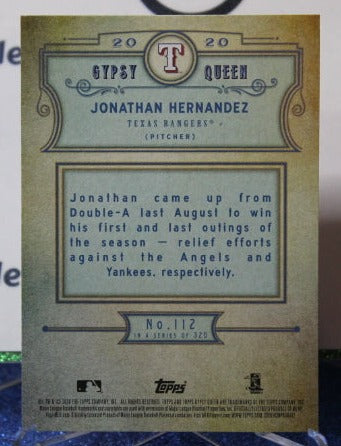 20 T 20
GYPSY QUEEN
JONATHAN HERNANDEZ
TEXAS RANGERS®
(PITCHER)
Jonathan came up from
Double-A last August to win
his first and last outings of
the season — relief efforts
against the Angels and
Yankees, respectively.
No. 112
IN A SERIES OF 320
Topps